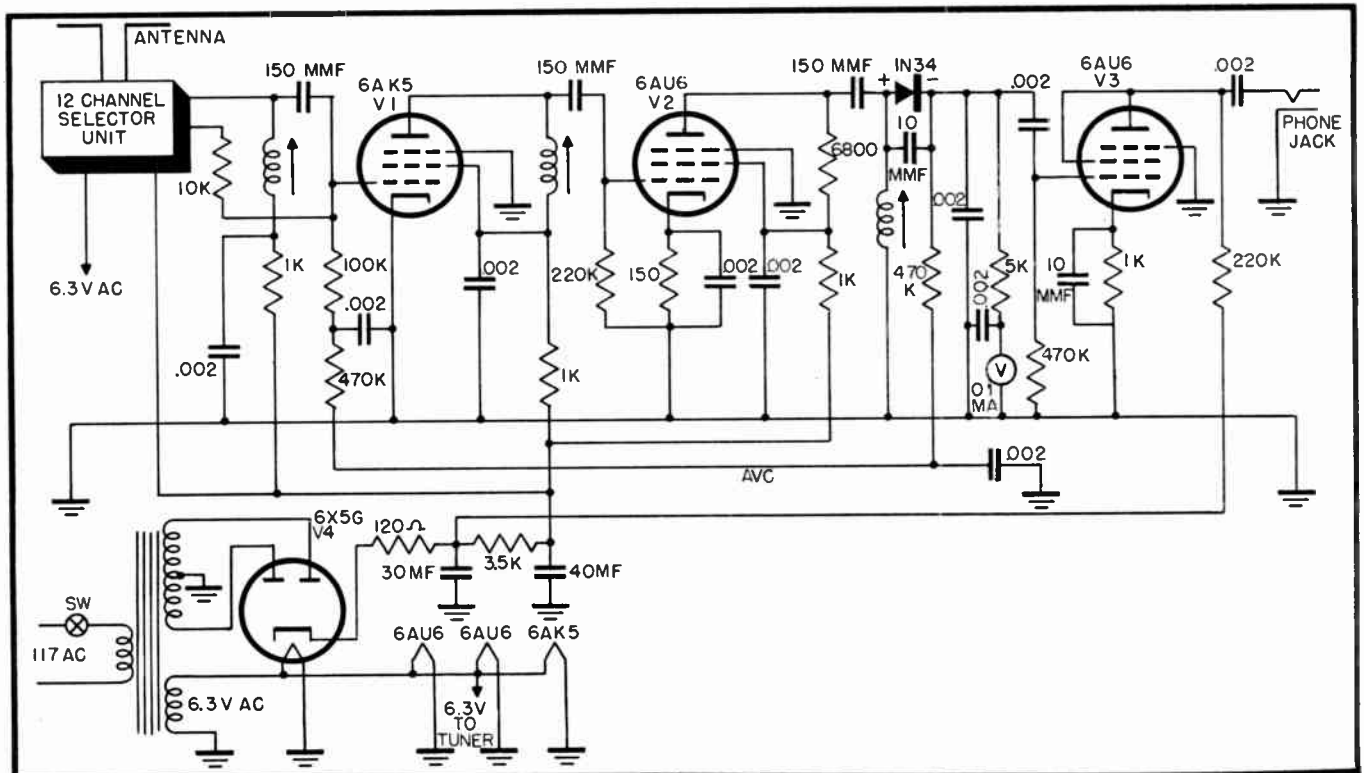 ANTENNA
12 CHANNEL
SELECTOR
UNIT
150 MMF
6AK5
V1
150 MMF
6AU6
V2
150 MMF
+
1N34
-
10
MMF
.002
6AU6
V3
.002
PHONE
JACK
10K
6800
.002
6.3 V AC
1K
100K
.002
.002
220K
150
.002
.002
1K
470
K
5K
.002
10
MMF
1K
220K
.002
470K
1K
V
01
MA
470K
AVC
.002
6X5G
V4
120Ω
3.5K
30MF
40MF
SW
117 AC
6AU6
6AU6
6AK5
6.3 V AC
6.3V
TO
TUNER